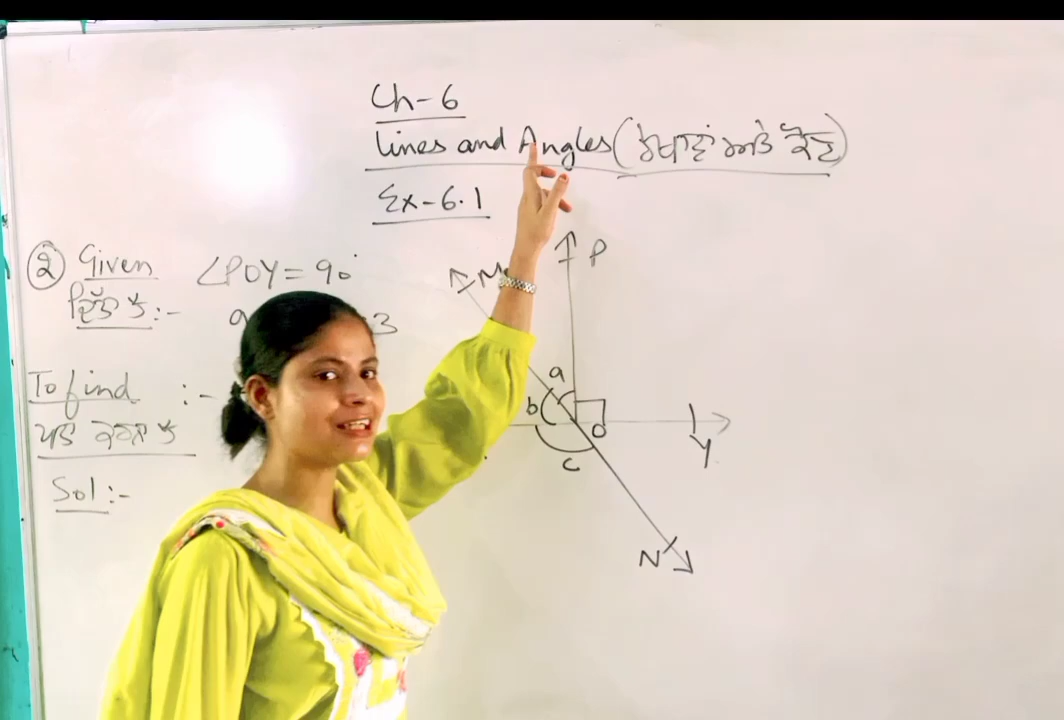 Ch-6
Lines and Angles (ਰੇਖਾਵਾਂ ਅਤੇ ਕੋਣ)
Ex-6.1
② Given ∠POY = 90°
ਦਿੱਤਾ ਹੈ:-
3
To find :-
ਪਤਾ ਕਰਨਾ ਹੈ
Sol:-
M
P
a
b
O
c
Y
N